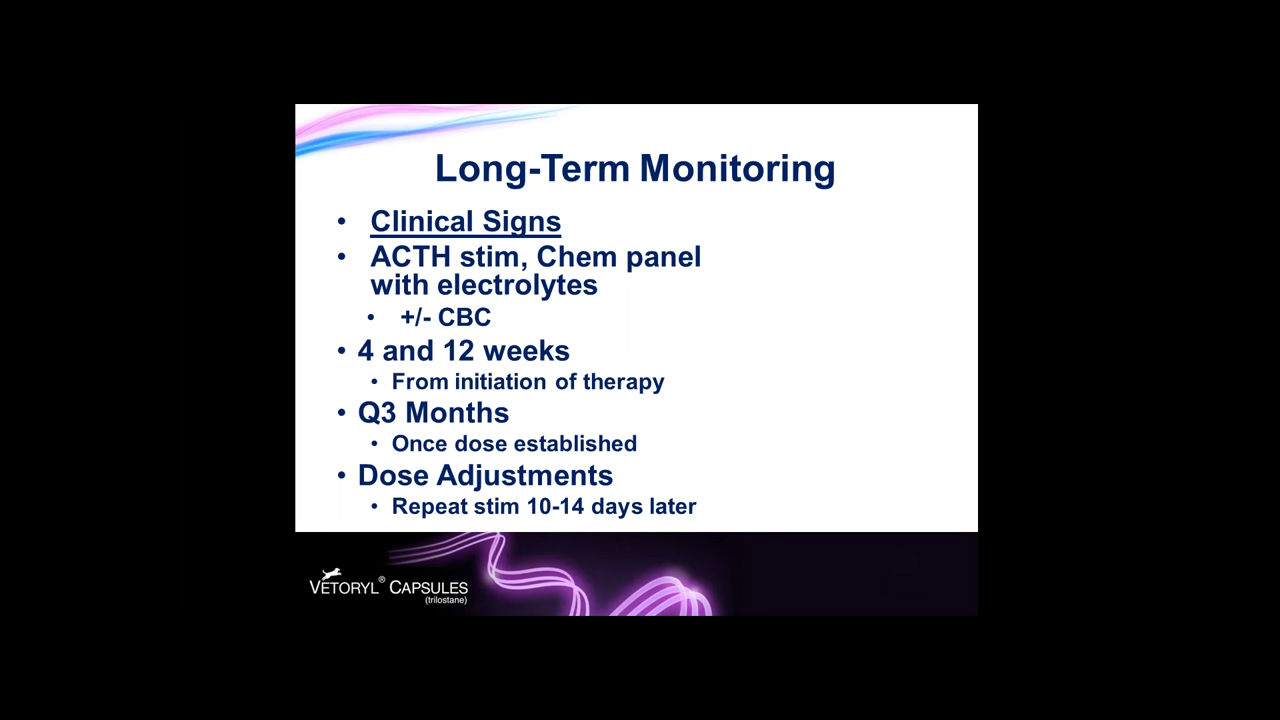 Long-Term Monitoring
• Clinical Signs
• ACTH stim, Chem panel
with electrolytes
• +/- CBC
• 4 and 12 weeks
• From initiation of therapy
• Q3 Months
• Once dose established
• Dose Adjustments
• Repeat stim 10-14 days later
VETORYL® CAPSULES
(trilostane)